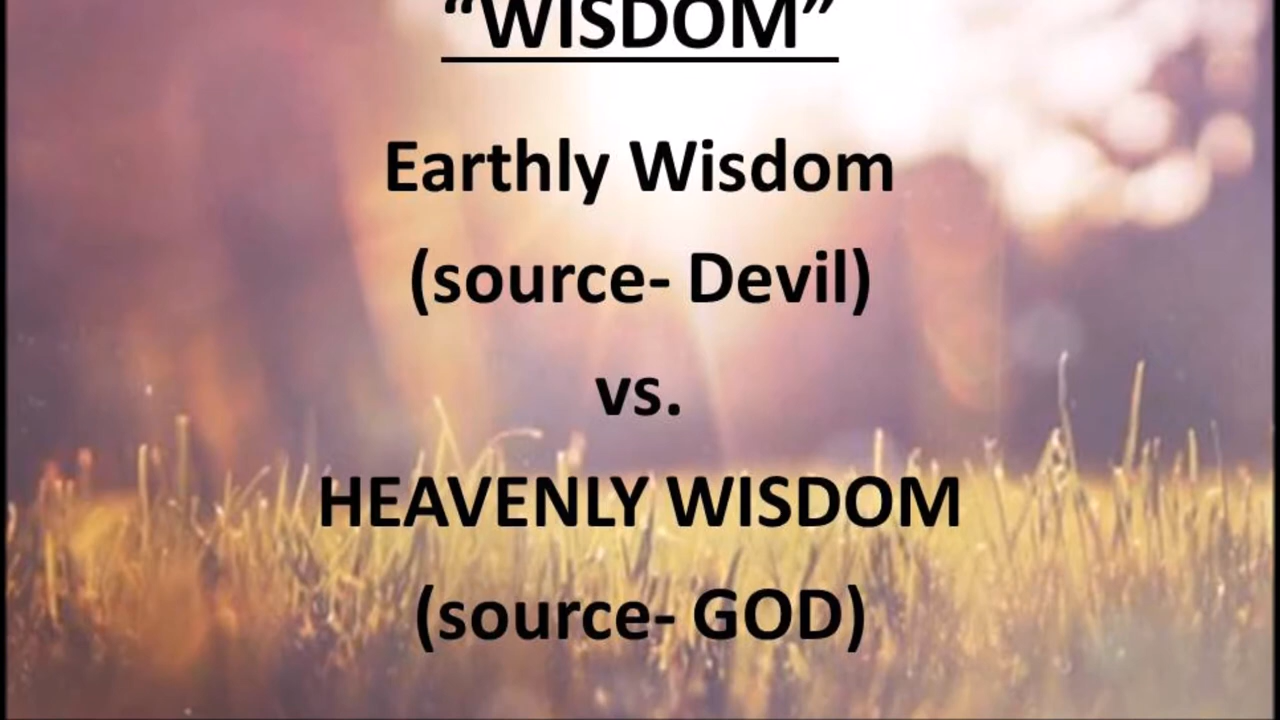 “WISDOM”
Earthly Wisdom
(source- Devil)
vs.
HEAVENLY WISDOM
(source- GOD)